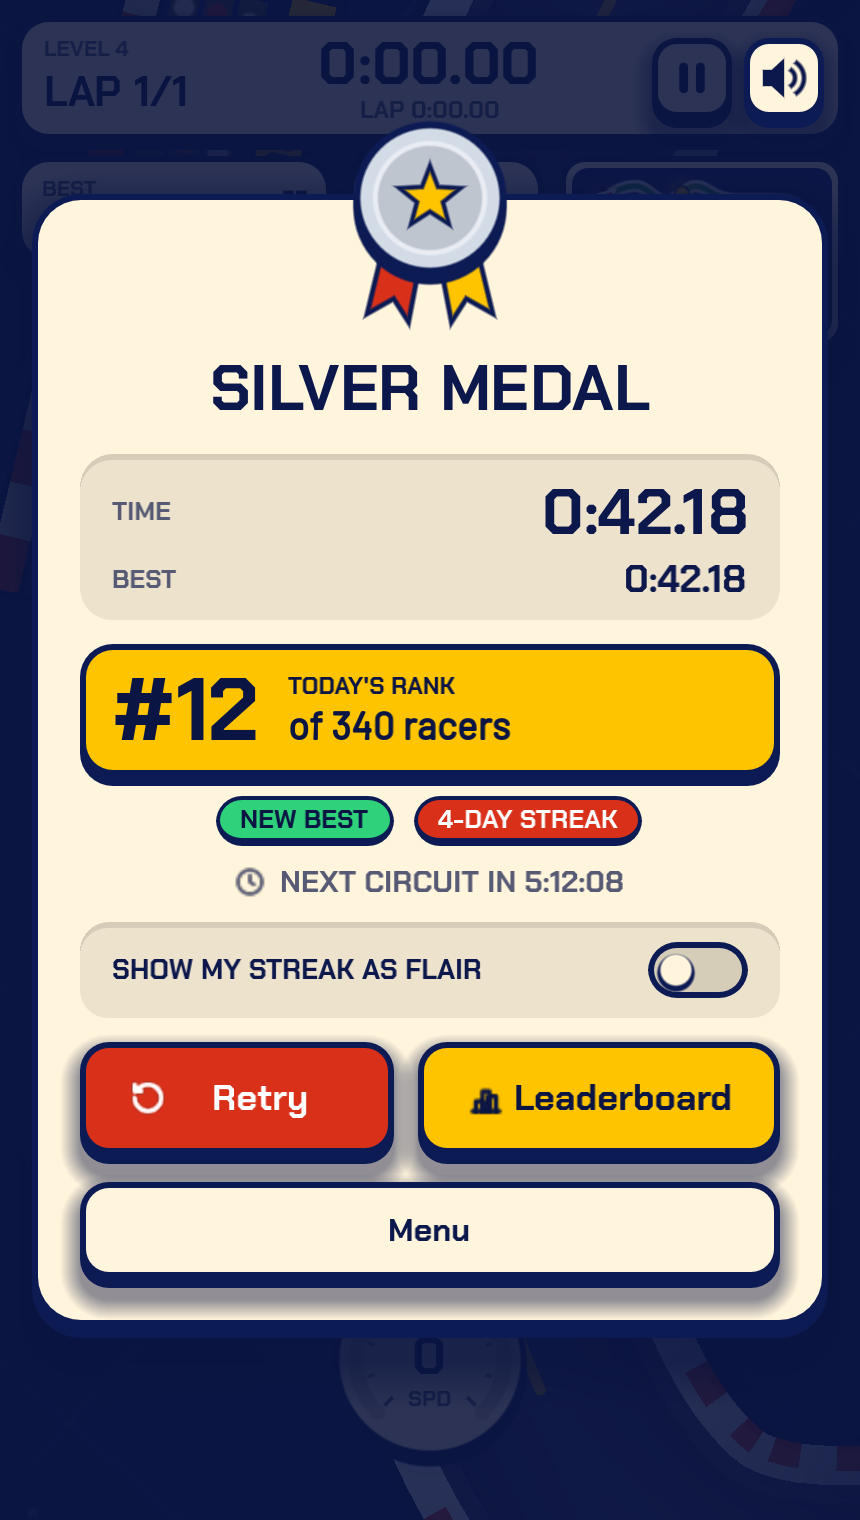 LEVEL 4
LAP 1/1
0:00.00
LAP 0:00.00
BEST
--
SILVER MEDAL
TIME 0:42.18
BEST 0:42.18
#12
TODAY'S RANK
of 340 racers
NEW BEST
4-DAY STREAK
NEXT CIRCUIT IN 5:12:08
SHOW MY STREAK AS FLAIR
Retry
Leaderboard
Menu
0
SPD